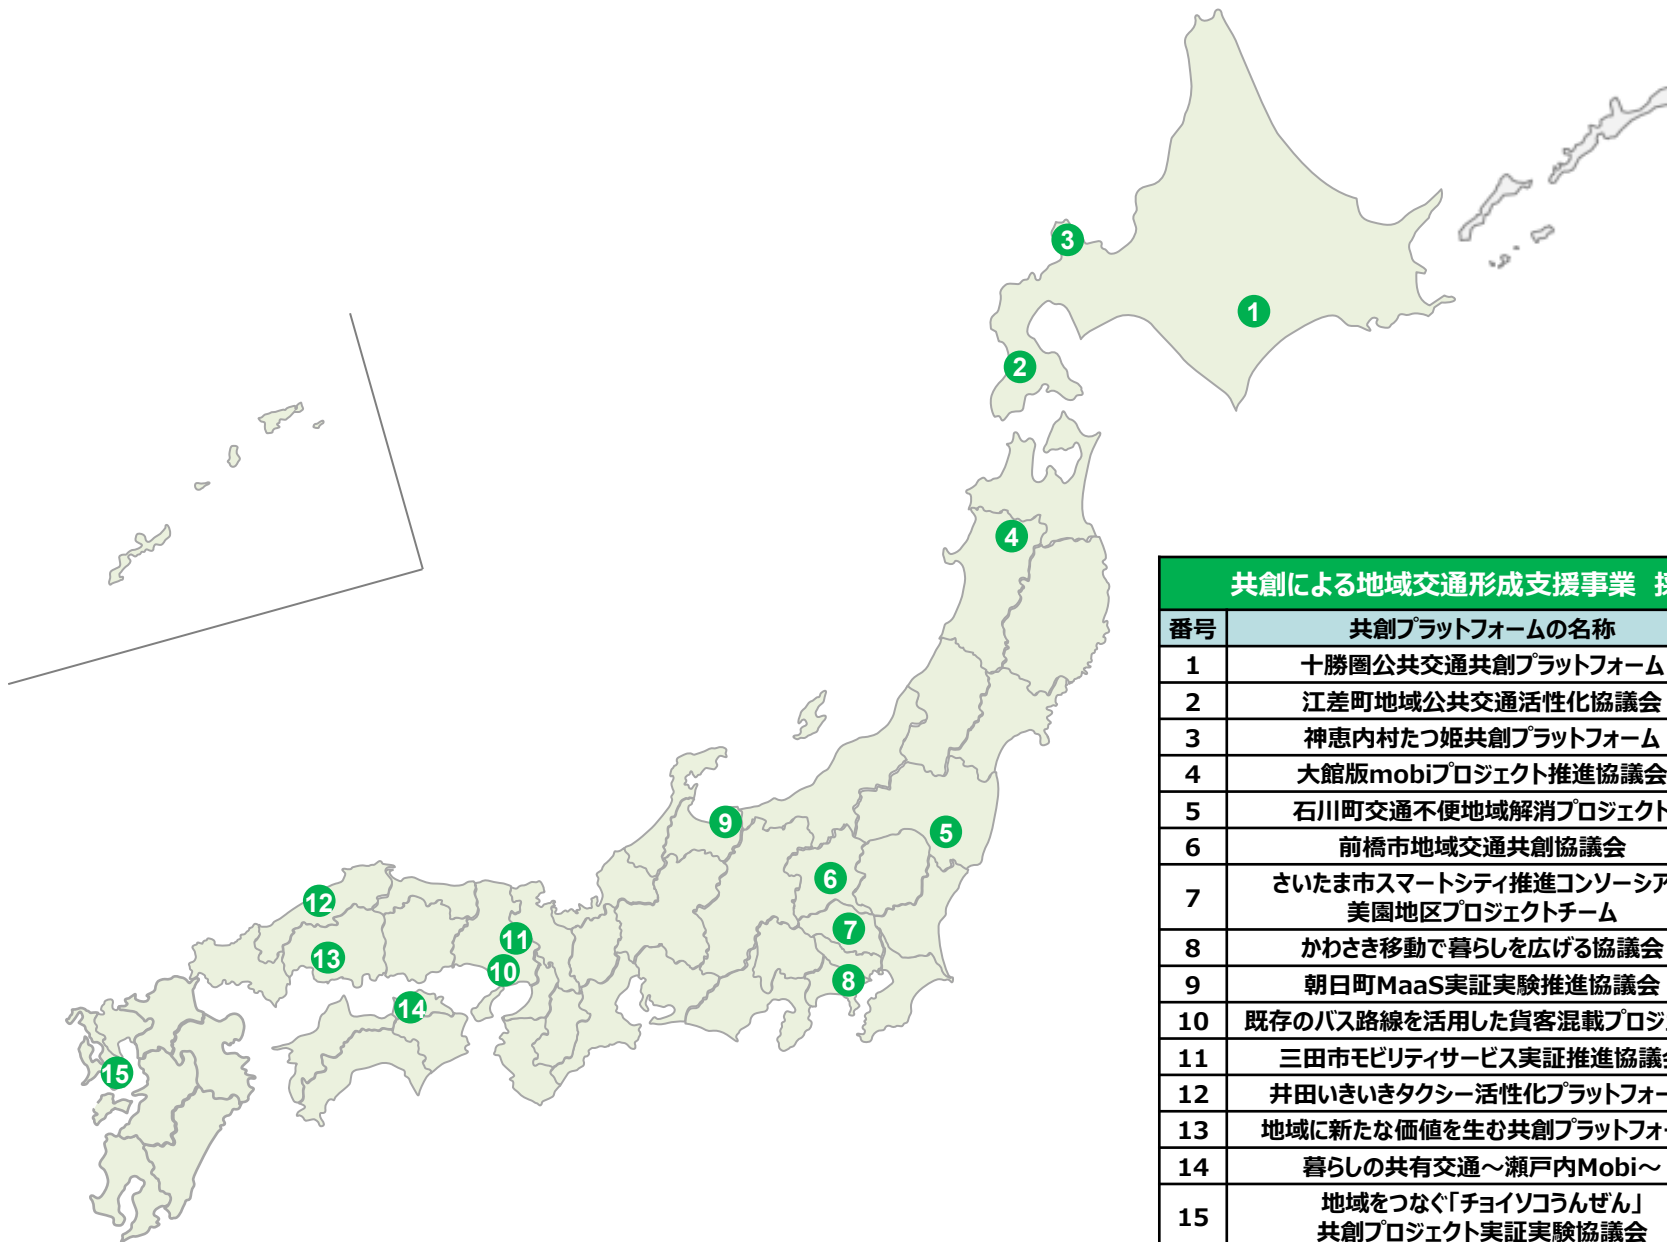 3
1
2
4
9
5
6
12
7
11
13
10
8
14
15
共創による地域交通形成支援事業
番号 共創プラットフォームの名称
1 十勝圏公共交通共創プラットフォーム
2 江差町地域公共交通活性化協議会
3 神恵内村たつ姫共創プラットフォーム
4 大館版mobiプロジェクト推進協議会
5 石川町交通不便地域解消プロジェクト
6 前橋市地域交通共創協議会
7 さいたま市スマートシティ推進コンソーシア
美園地区プロジェクトチーム
8 かわさき移動で暮らしを広げる協議会
9 朝日町MaaS実証実験推進協議会
10 既存のバス路線を活用した貨客混載プロジ
11 三田市モビリティサービス実証推進協議
12 井田いきいきタクシー活性化プラットフォー
13 地域に新たな価値を生む共創プラットフォ
14 暮らしの共有交通～瀬戸内Mobi～
15 地域をつなぐ「チョイソコうんぜん」
共創プロジェクト実証実験協議会